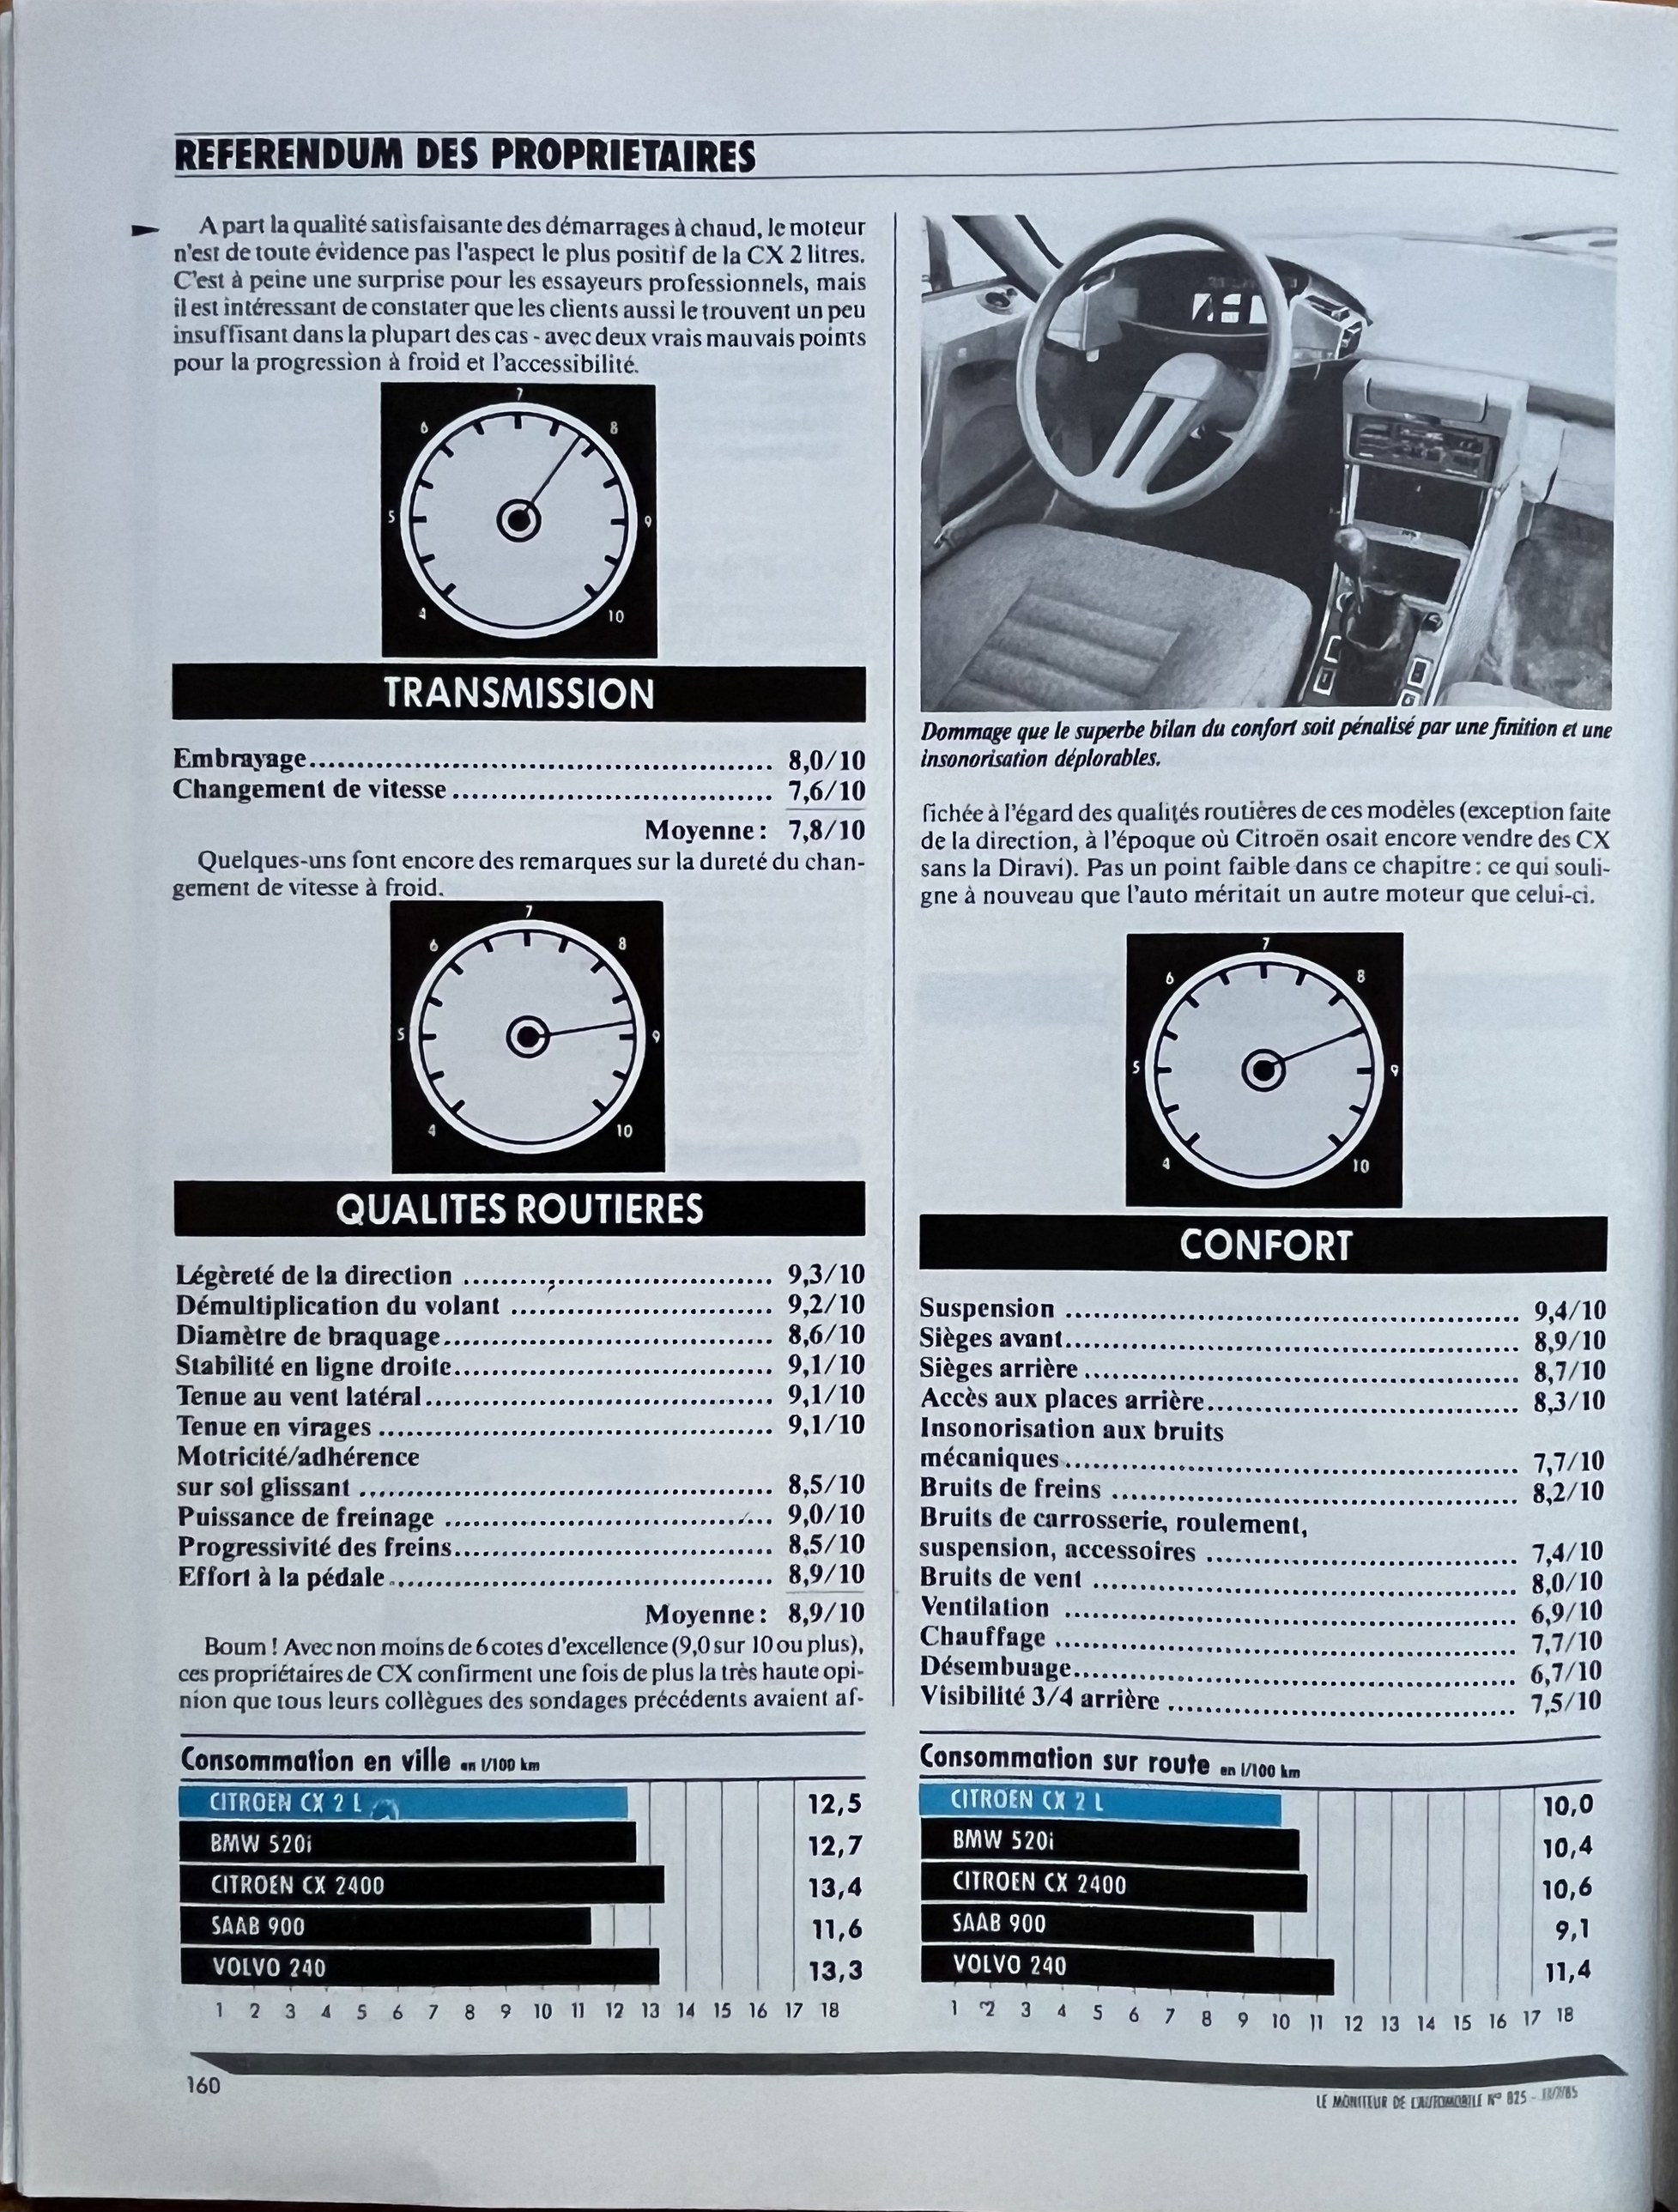 REFERENDUM DES PROPRIETAIRES
A part la qualité satisfaisante des démarrages à chaud, le moteur
n'est de toute évidence pas l'aspect le plus positif de la CX 2 litres.
C'est à peine une surprise pour les essayeurs professionnels, mais
il est intéressant de constater que les clients aussi le trouvent un peu
insuffisant dans la plupart des cas - avec deux vrais mauvais points
pour la progression à froid et l'accessibilité.
4 5 6 7 8 9 10
TRANSMISSION
Embrayage................................................ 8,0/10
Changement de vitesse ................................. 7,6/10
Moyenne : 7,8/10
Quelques-uns font encore des remarques sur la dureté du chan-
gement de vitesse à froid.
4 5 6 7 8 9 10
QUALITES ROUTIERES
Légèreté de la direction ................................ 9,3/10
Démultiplication du volant ........................... 9,2/10
Diamètre de braquage.................................. 8,6/10
Stabilité en ligne droite................................. 9,1/10
Tenue au vent latéral.................................... 9,1/10
Tenue en virages ......................................... 9,1/10
Motricité/adhérence
sur sol glissant ........................................... 8,5/10
Puissance de freinage .................................. 9,0/10
Progressivité des freins................................. 8,5/10
Effort à la pédale ........................................ 8,9/10
Moyenne : 8,9/10
Boum ! Avec non moins de 6 cotes d'excellence (9,0 sur 10 ou plus),
ces propriétaires de CX confirment une fois de plus la très haute opi-
nion que tous leurs collègues des sondages précédents avaient af-
Dommage que le superbe bilan du confort soit pénalisé par une finition et une
insonorisation déplorables.
fichée à l'égard des qualités routières de ces modèles (exception faite
de la direction, à l'époque où Citroën osait encore vendre des CX
sans la Diravi). Pas un point faible dans ce chapitre : ce qui souli-
gne à nouveau que l'auto méritait un autre moteur que celui-ci.
4 5 6 7 8 9 10
CONFORT
Suspension ............................................... 9,4/10
Sièges avant............................................... 8,9/10
Sièges arrière ............................................. 8,7/10
Accès aux places arrière................................ 8,3/10
Insonorisation aux bruits
mécaniques................................................ 7,7/10
Bruits de freins .......................................... 8,2/10
Bruits de carrosserie, roulement,
suspension, accessoires ................................ 7,4/10
Bruits de vent ............................................ 8,0/10
Ventilation ............................................... 6,9/10
Chauffage ................................................ 7,7/10
Désembuage.............................................. 6,7/10
Visibilité 3/4 arrière .................................... 7,5/10
Consommation en ville en l/100 km
CITROEN CX 2 L 12,5
BMW 520i 12,7
CITROEN CX 2400 13,4
SAAB 900 11,6
VOLVO 240 13,3
1 2 3 4 5 6 7 8 9 10 11 12 13 14 15 16 17 18
Consommation sur route en l/100 km
CITROEN CX 2 L 10,0
BMW 520i 10,4
CITROEN CX 2400 10,6
SAAB 900 9,1
VOLVO 240 11,4
1 2 3 4 5 6 7 8 9 10 11 12 13 14 15 16 17 18
160
LE MONITEUR DE L'AUTOMOBILE N° 825 -